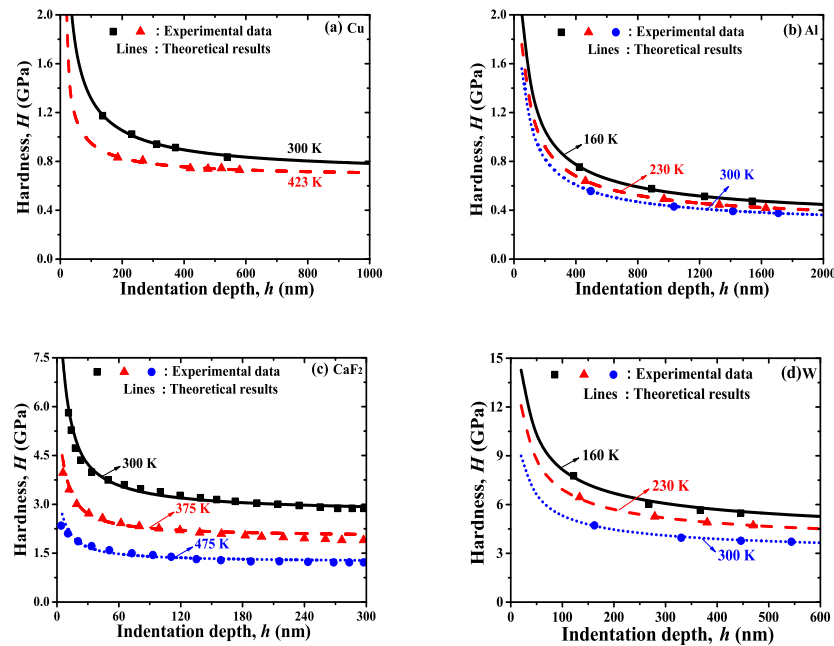 (a) Cu
: Experimental data
Lines : Theoretical results
300 K
423 K
Hardness, H (GPa)
2.0
1.6
1.2
0.8
0.4
0.0
0 200 400 600 800 1000
Indentation depth, h (nm)
(b) Al
: Experimental data
Lines : Theoretical results
160 K
230 K
300 K
Hardness, H (GPa)
2.0
1.6
1.2
0.8
0.4
0.0
0 400 800 1200 1600 2000
Indentation depth, h (nm)
(c) CaF2
: Experimental data
Lines : Theoretical results
300 K
375 K
475 K
Hardness, H (GPa)
7.5
6.0
4.5
3.0
1.5
0.0
0 60 120 180 240 300
Indentation depth, h (nm)
(d) W
: Experimental data
Lines : Theoretical results
160 K
230 K
300 K
Hardness, H (GPa)
15
12
9
6
3
0
0 100 200 300 400 500 600
Indentation depth, h (nm)